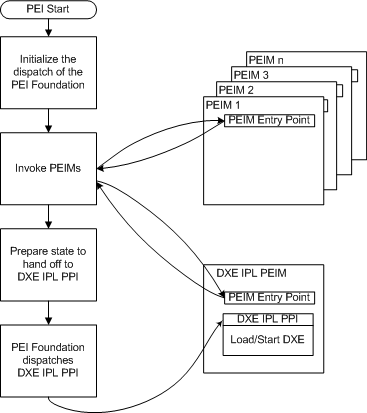 PEI Start
Initialize the
dispatch of the
PEI Foundation
Invoke PEIMs
Prepare state to
hand off to
DXE IPL PPI
PEI Foundation
dispatches
DXE IPL PPI
PEIM n
PEIM 3
PEIM 2
PEIM 1
PEIM Entry Point
DXE IPL PEIM
PEIM Entry Point
DXE IPL PPI
Load/Start DXE